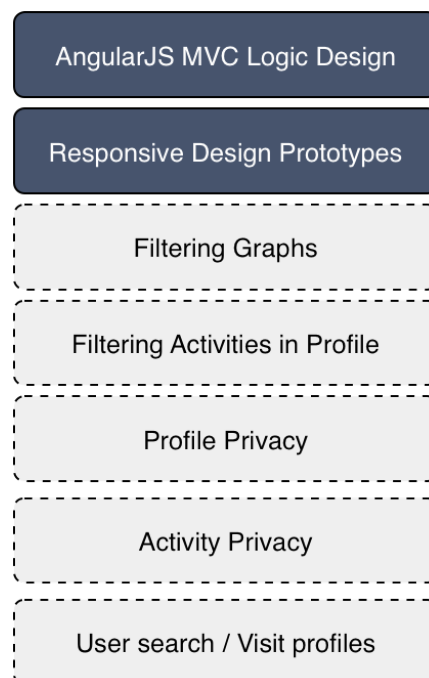 AngularJS MVC Logic Design
Responsive Design Prototypes
Filtering Graphs
Filtering Activities in Profile
Profile Privacy
Activity Privacy
User search / Visit profiles